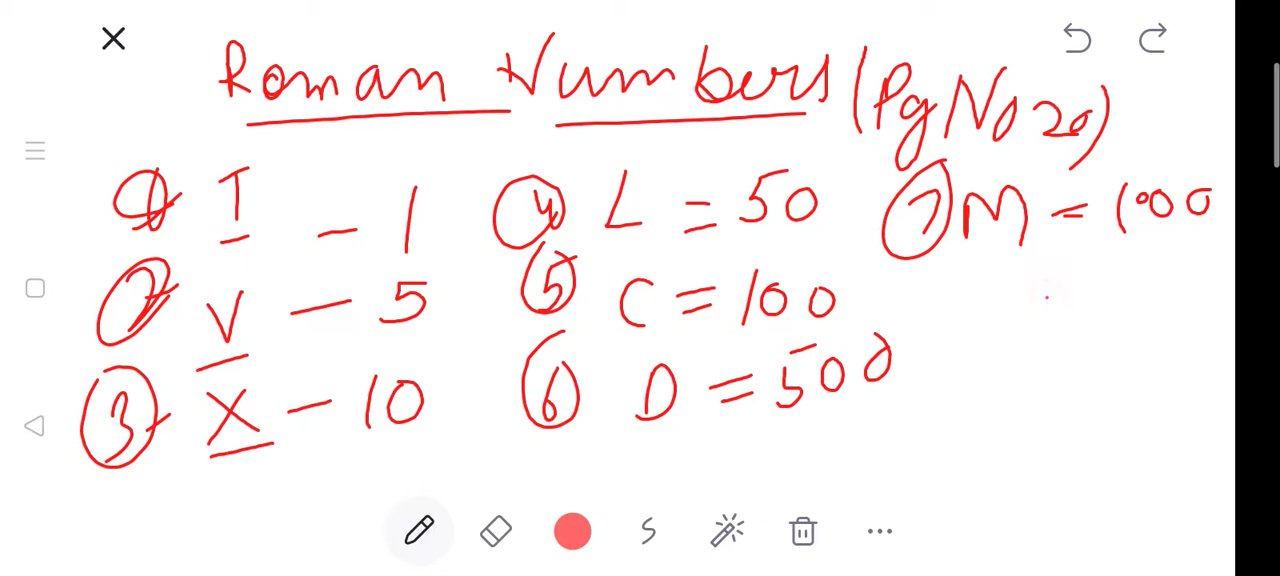 Roman Numbers (Pg No 20)
① I - 1 ④ L = 50 ⑦ M = 1000
② V - 5 ⑤ C = 100
③ X - 10 ⑥ D = 500
S